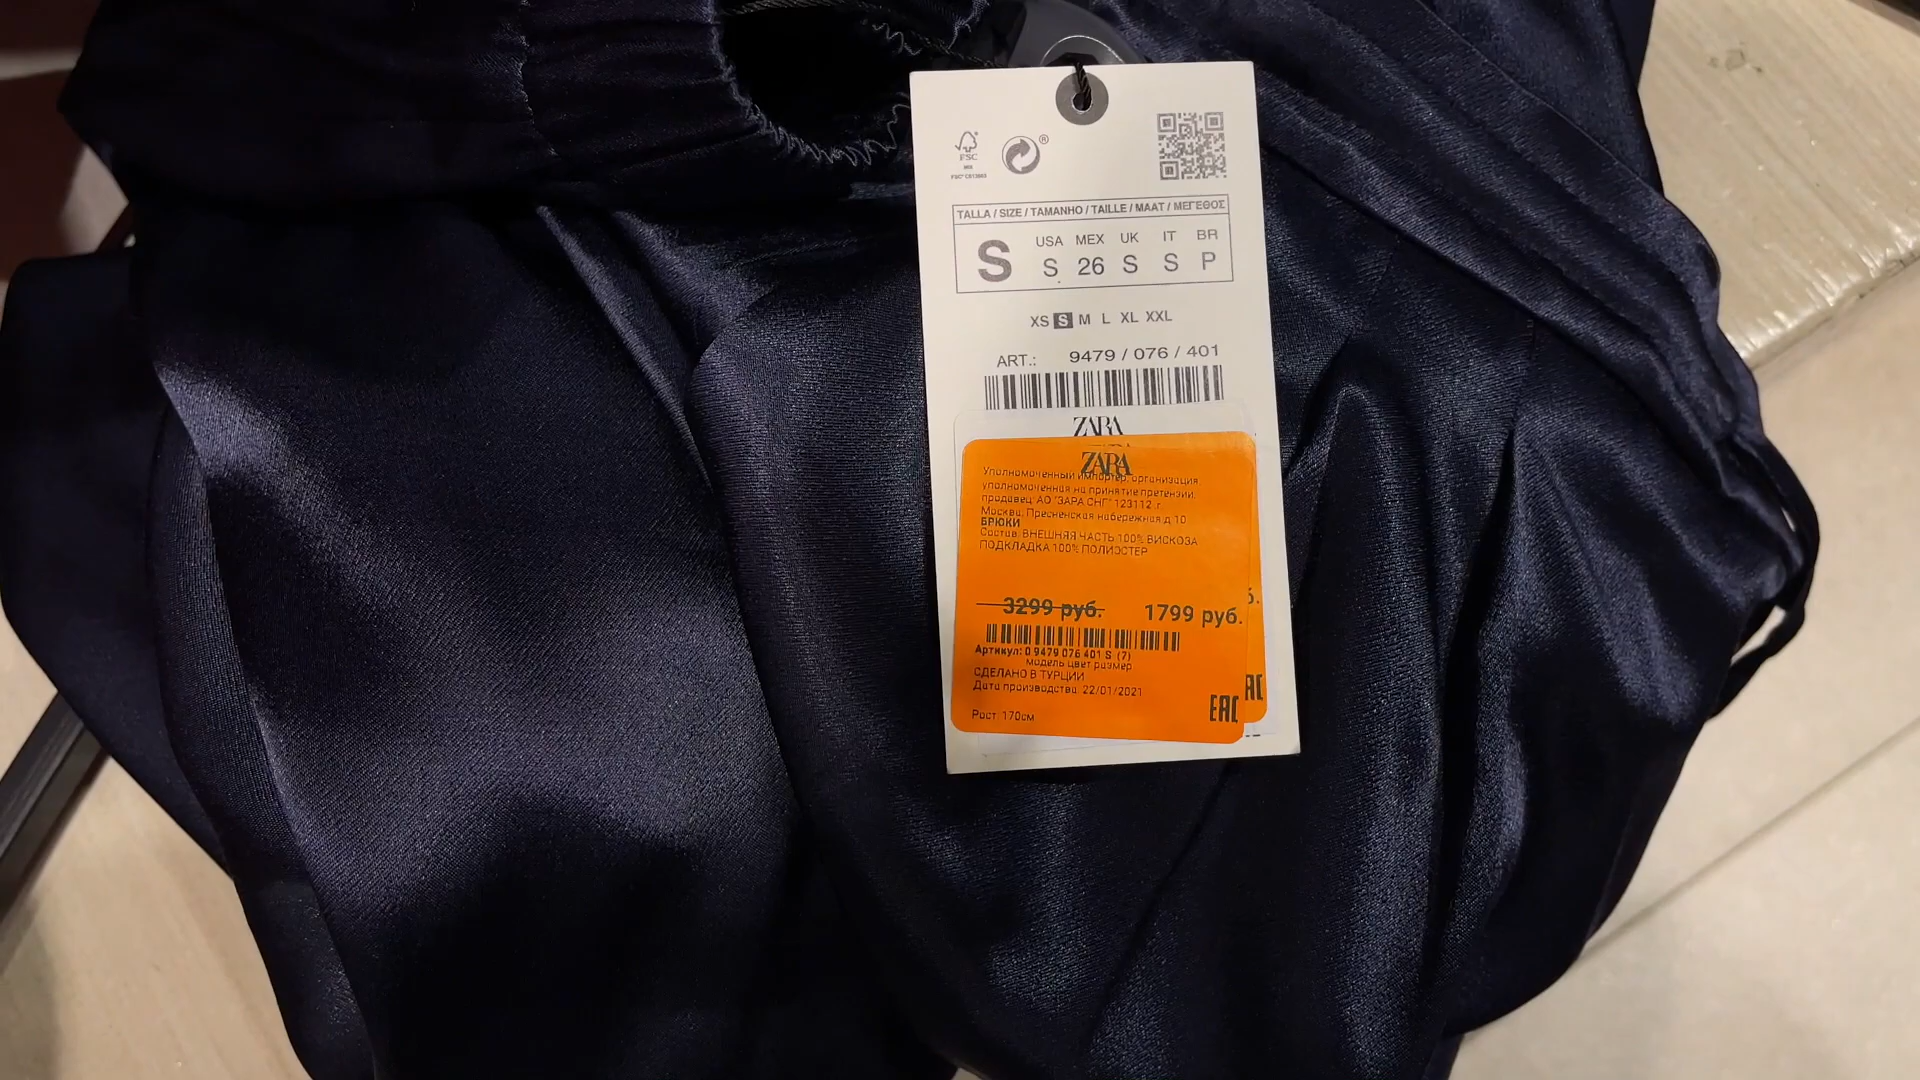 FSC
MIX
®
TALLA / SIZE / TAMANHO / TAILLE / MAAT / ΜΕΓΕΘΟΣ
S
USA MEX UK IT BR
S 26 S S P
XS S M L XL XXL
ART.: 9479 / 076 / 401
ZARA
ZARA
Уполномоченный импортер, организация,
уполномоченная на принятие претензий,
продавец: АО "ЗАРА СНГ" 123112 г.
Москва, Пресненская набережная д.10
БРЮКИ
Состав: ВНЕШНЯЯ ЧАСТЬ 100% ВИСКОЗА
ПОДКЛАДКА 100% ПОЛИЭСТЕР
3299 руб. 1799 руб.
Артикул: 0 9479 076 401 S (7)
модель цвет размер
СДЕЛАНО В ТУРЦИИ
Дата производства: 22/01/2021
EAC
Рост: 170см